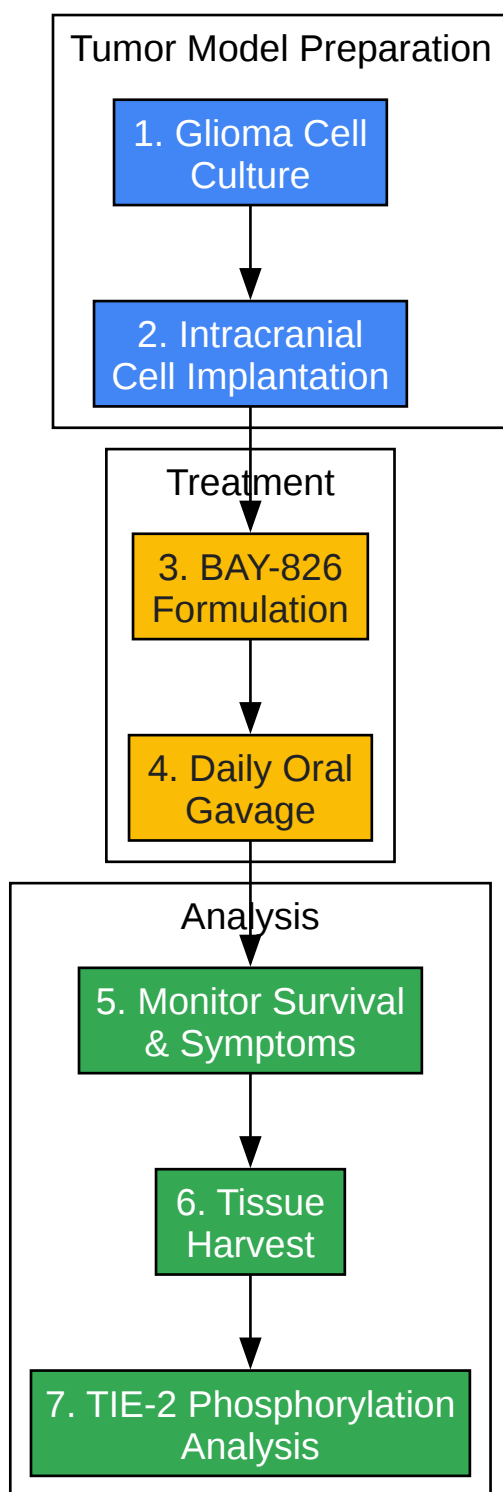 Tumor Model Preparation
1. Glioma Cell
Culture
2. Intracranial
Cell Implantation
Treatment
3. BAY-826
Formulation
4. Daily Oral
Gavage
Analysis
5. Monitor Survival
& Symptoms
6. Tissue
Harvest
7. TIE-2 Phosphorylation
Analysis